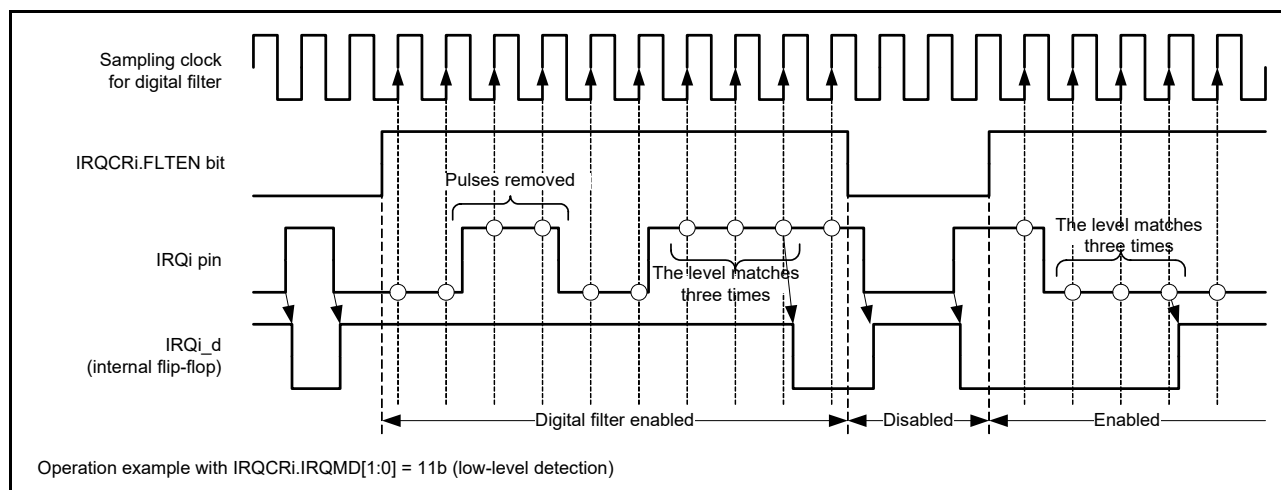 Sampling clock
for digital filter
IRQCRi.FLTEN bit
Pulses removed
IRQi pin
The level matches
three times
The level matches
three times
IRQi_d
(internal flip-flop)
Digital filter enabled
Disabled
Enabled
Operation example with IRQCRi.IRQMD[1:0] = 11b (low-level detection)